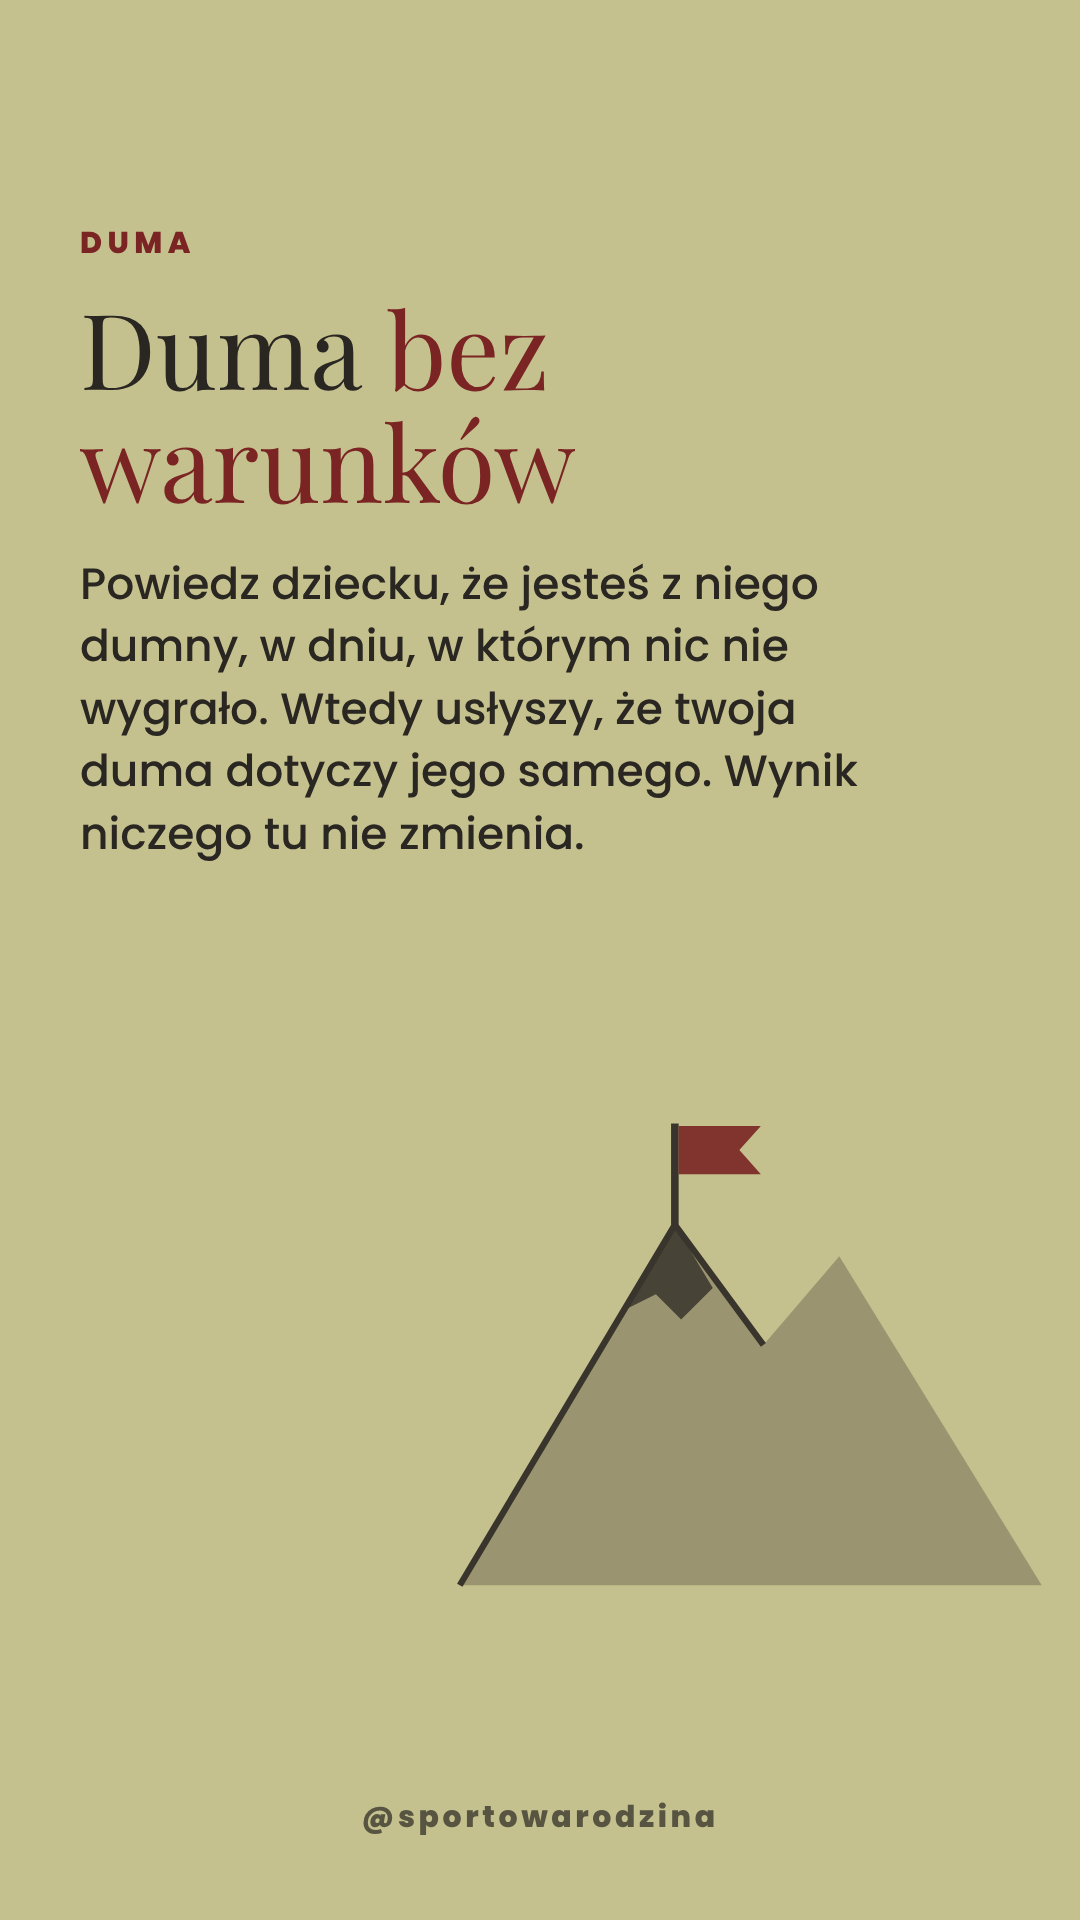 DUMA
Duma bez
warunków
Powiedz dziecku, że jesteś z niego
dumny, w dniu, w którym nic nie
wygrało. Wtedy usłyszy, że twoja
duma dotyczy jego samego. Wynik
niczego tu nie zmienia.
@sportowarodzina